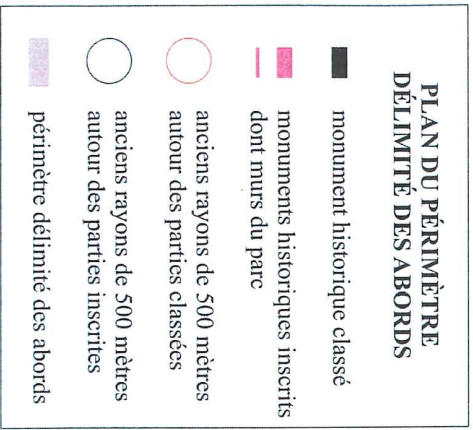 PLAN DU PÉRIMÈTRE
DÉLIMITÉ DES ABORDS
monument historique classé
monuments historiques inscrits
dont murs du parc
anciens rayons de 500 mètres
autour des parties classées
anciens rayons de 500 mètres
autour des parties inscrites
périmètre délimité des abords